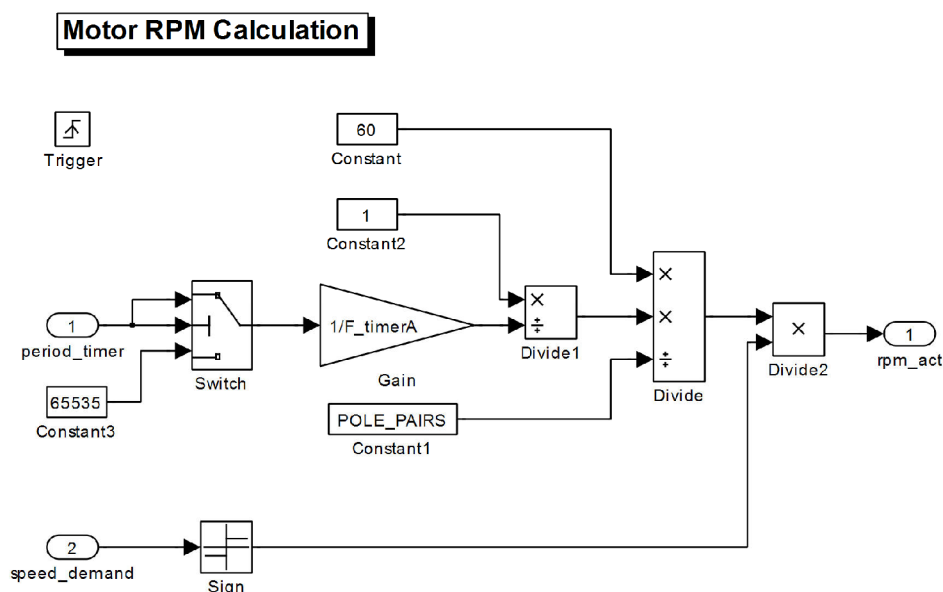 Motor RPM Calculation
Trigger
60
Constant
1
Constant2
1
period_timer
65535
Constant3
Switch
1/F_timerA
Gain
×
÷
Divide1
POLE_PAIRS
Constant1
×
×
÷
Divide
×
Divide2
1
rpm_act
2
speed_demand
Sign